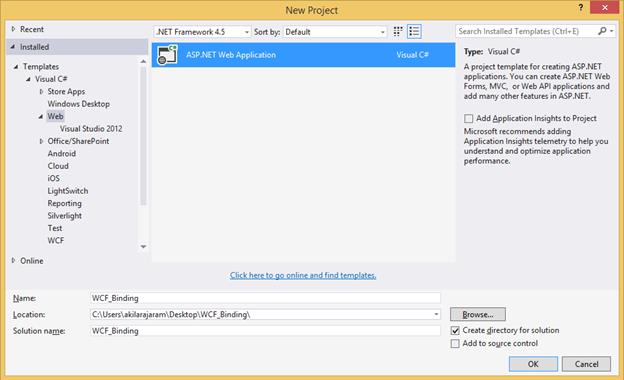 New Project
?
Recent
.NET Framework 4.5
Sort by:
Default
Search Installed Templates (Ctrl+E)
Installed
Templates
Visual C#
Store Apps
Windows Desktop
Web
Visual Studio 2012
Office/SharePoint
Android
Cloud
iOS
LightSwitch
Reporting
Silverlight
Test
WCF
Online
ASP.NET Web Application
Visual C#
Click here to go online and find templates.
Type: Visual C#
A project template for creating ASP.NET
applications. You can create ASP.NET Web
Forms, MVC, or Web API applications and
add many other features in ASP.NET.
Add Application Insights to Project
Microsoft recommends adding
Application Insights telemetry to help you
understand and optimize application
performance.
Name:
WCF_Binding
Location:
C:\Users\akilarajaram\Desktop\WCF_Binding\
Browse...
Solution name:
WCF_Binding
Create directory for solution
Add to source control
OK
Cancel